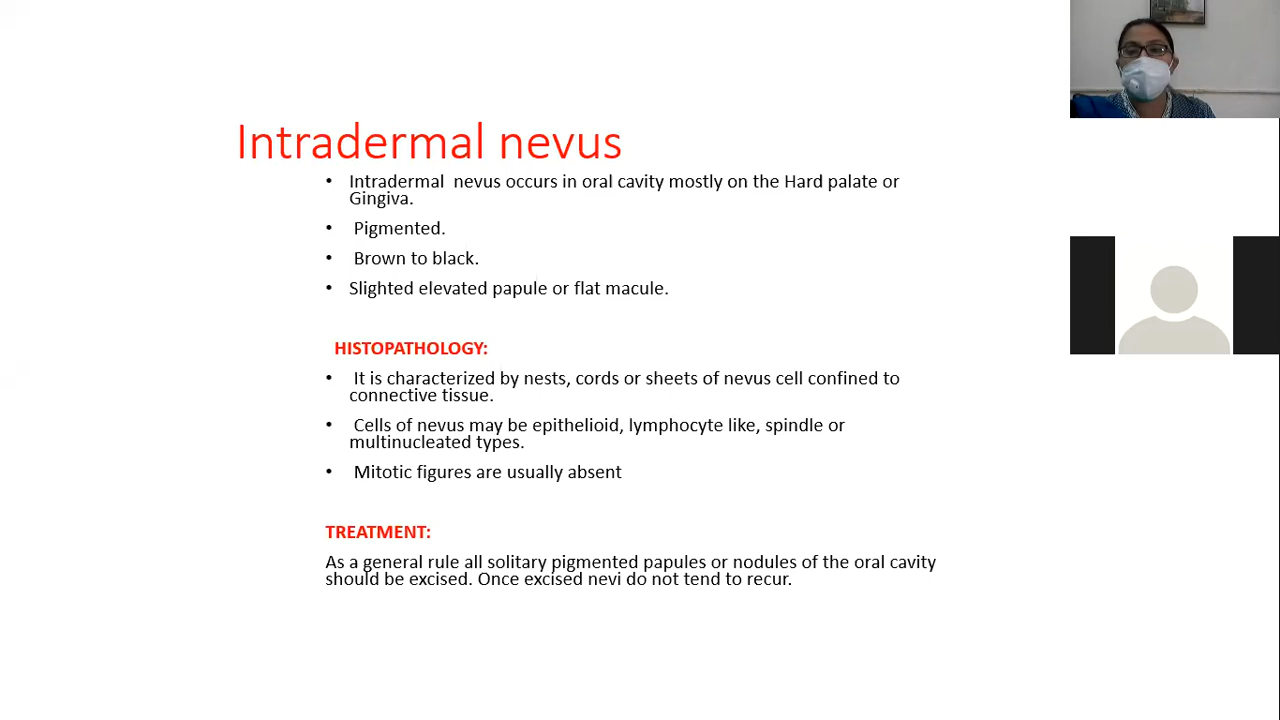 Intradermal nevus
• Intradermal  nevus occurs in oral cavity mostly on the Hard palate or
Gingiva.
• Pigmented.
• Brown to black.
• Slighted elevated papule or flat macule.
HISTOPATHOLOGY:
• It is characterized by nests, cords or sheets of nevus cell confined to
connective tissue.
• Cells of nevus may be epithelioid, lymphocyte like, spindle or
multinucleated types.
• Mitotic figures are usually absent
TREATMENT:
As a general rule all solitary pigmented papules or nodules of the oral cavity
should be excised. Once excised nevi do not tend to recur.